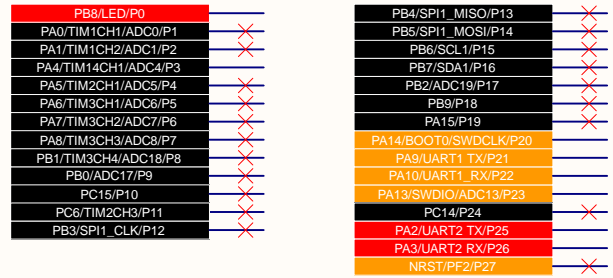 PB8/LED/P0
PA0/TIM1CH1/ADC0/P1
PA1/TIM1CH2/ADC1/P2
PA4/TIM14CH1/ADC4/P3
PA5/TIM2CH1/ADC5/P4
PA6/TIM3CH1/ADC6/P5
PA7/TIM3CH2/ADC7/P6
PA8/TIM3CH3/ADC8/P7
PB1/TIM3CH4/ADC18/P8
PB0/ADC17/P9
PC15/P10
PC6/TIM2CH3/P11
PB3/SPI1_CLK/P12
PB4/SPI1_MISO/P13
PB5/SPI1_MOSI/P14
PB6/SCL1/P15
PB7/SDA1/P16
PB2/ADC19/P17
PB9/P18
PA15/P19
PA14/BOOT0/SWDCLK/P20
PA9/UART1 TX/P21
PA10/UART1_RX/P22
PA13/SWDIO/ADC13/P23
PC14/P24
PA2/UART2 TX/P25
PA3/UART2 RX/P26
NRST/PF2/P27